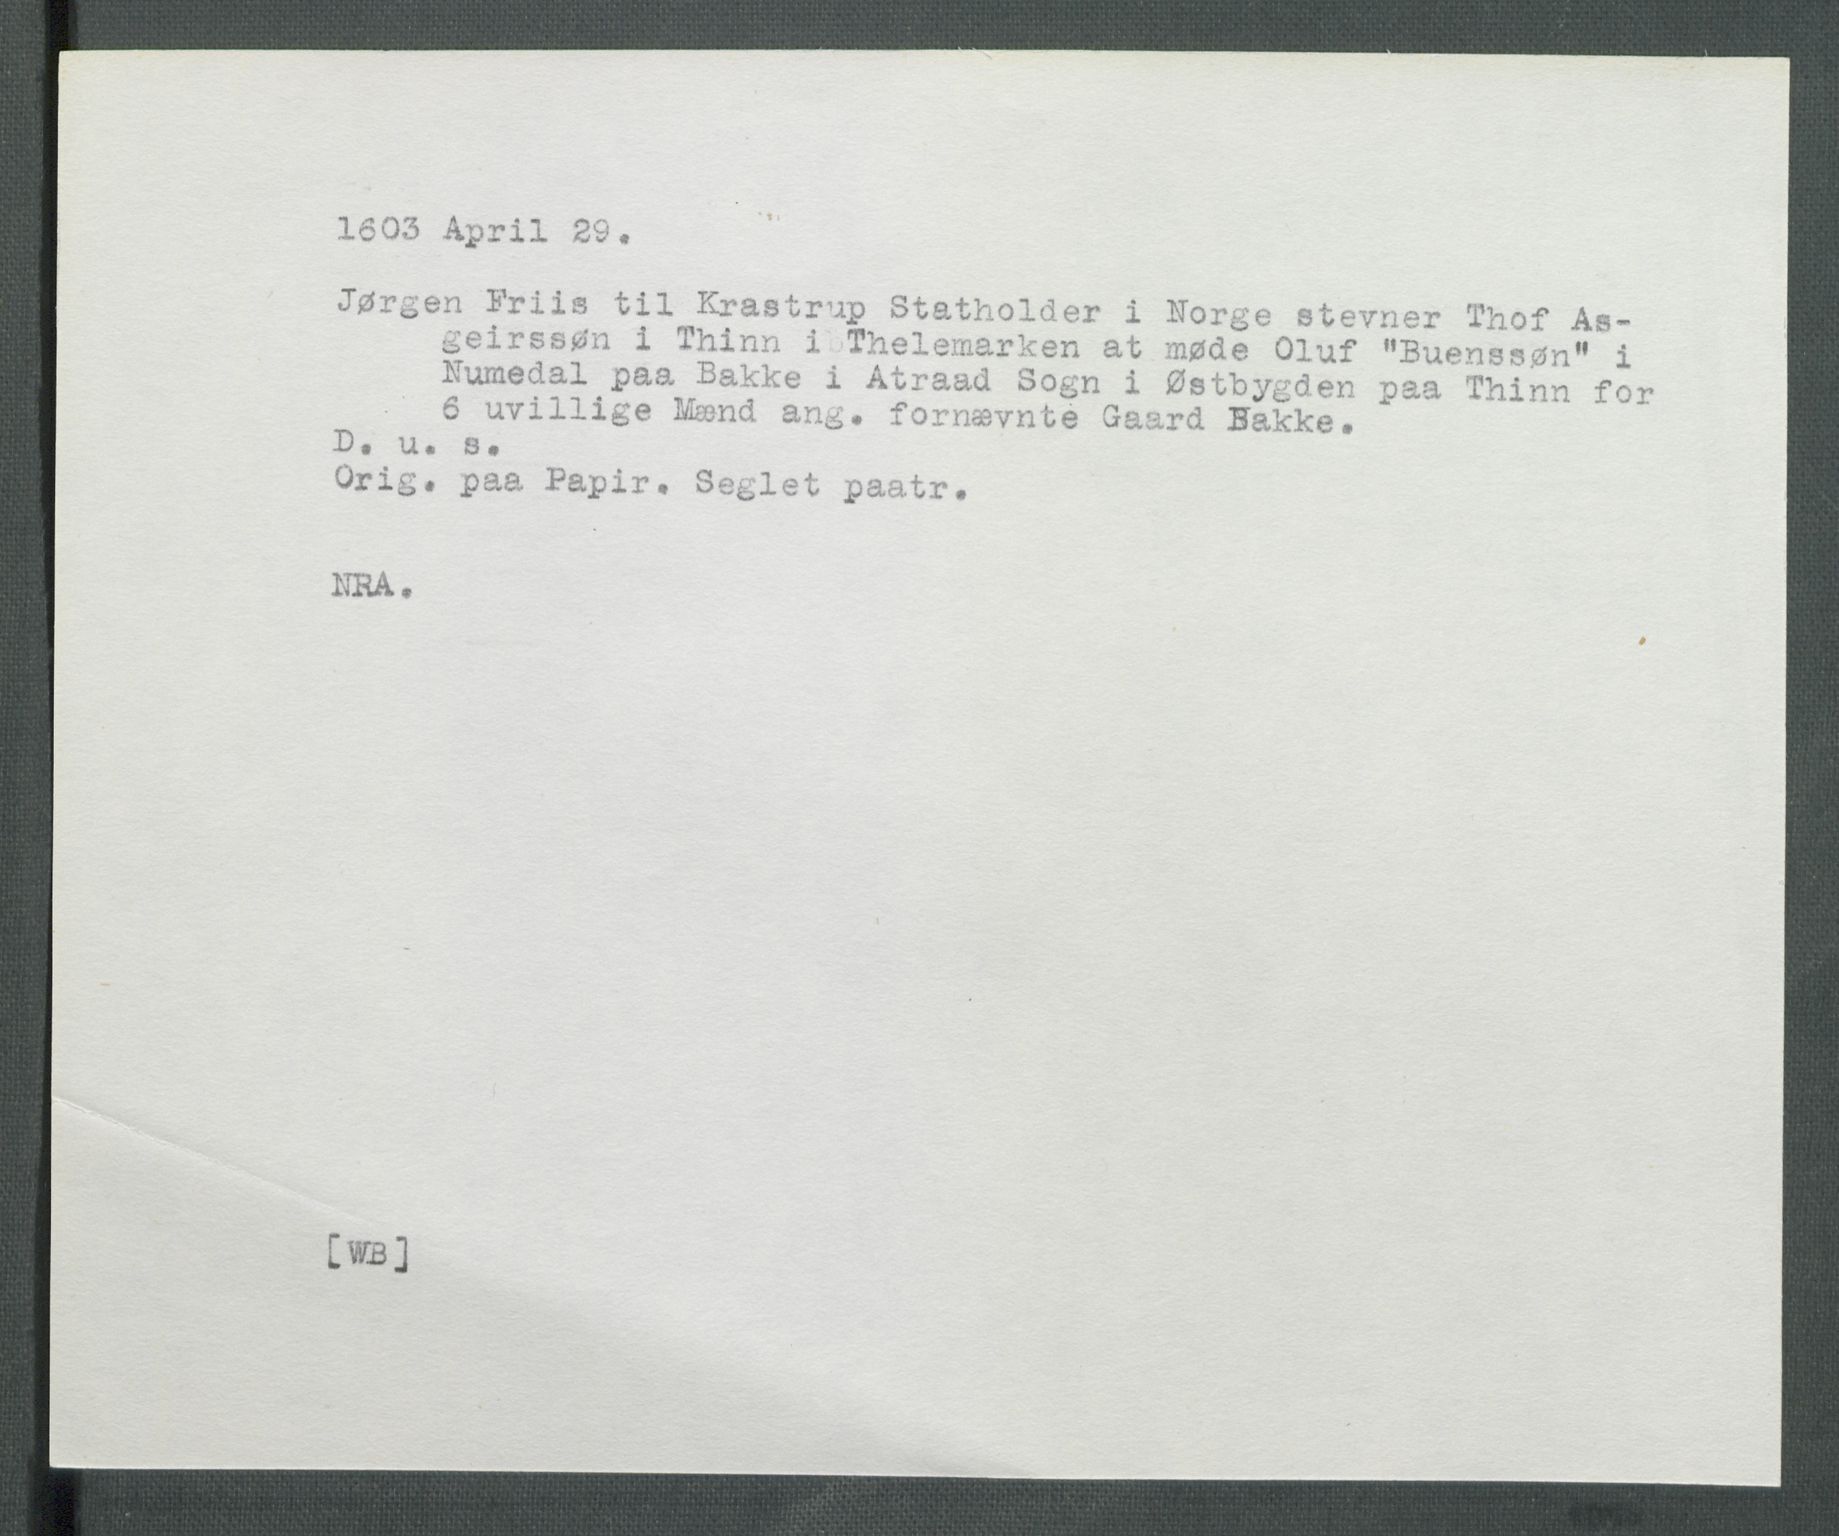 1603 April 29.
Jørgen Friis til Krastrup Statholder i Norge stevner Thof As-
geirssøn i Thinn i Thelemarken at møde Oluf "Buenssøn" i
Numedal paa Bakke i Atraad Sogn i Østbygden paa Thinn for
6 uvillige Mænd ang. fornævnte Gaard Bakke.
D. u. s.
Orig. paa Papir. Seglet paatr.
NRA.
[WB]